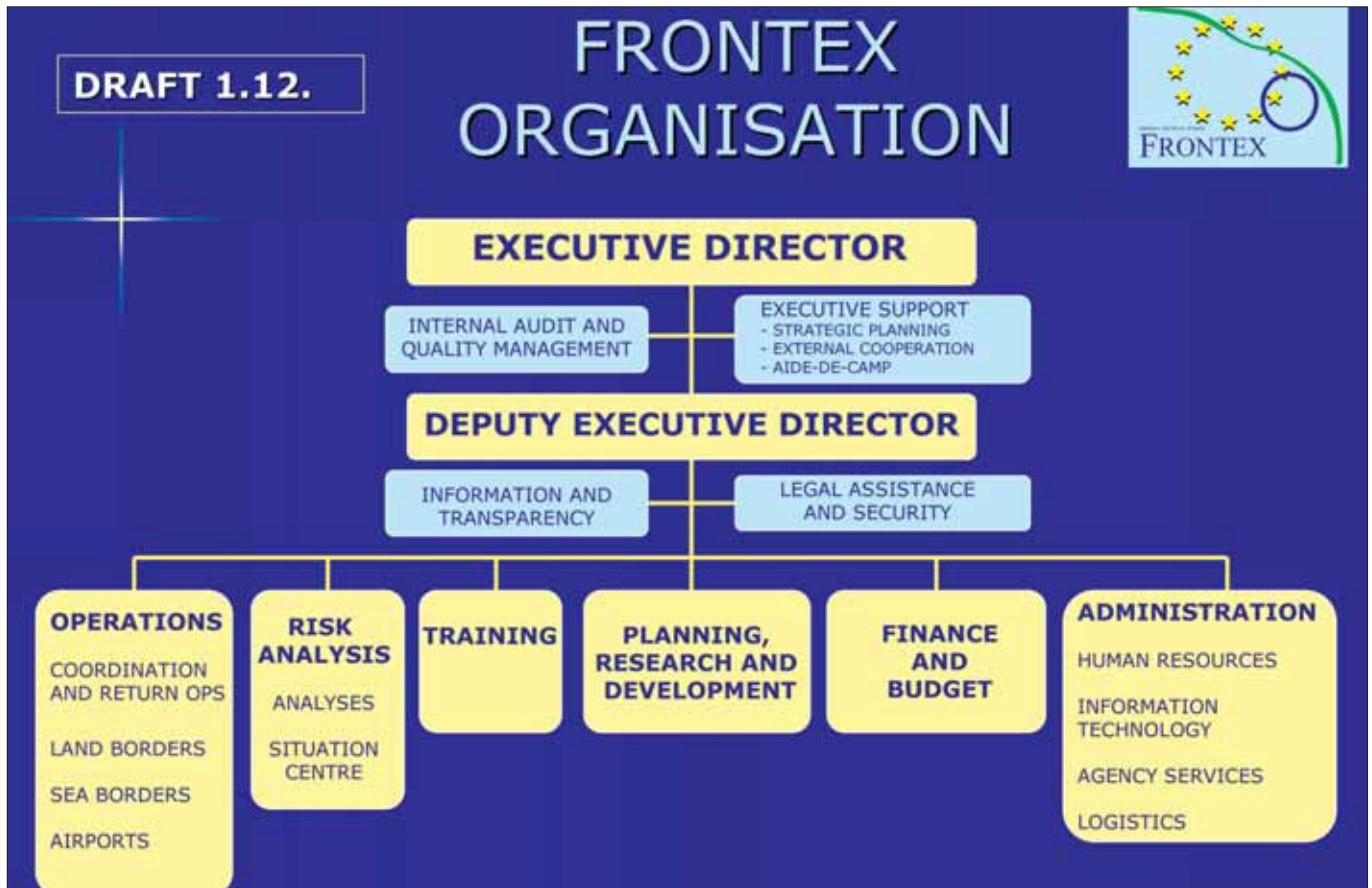 DRAFT 1.12.
FRONTEX
ORGANISATION
FRONTEX
EXECUTIVE DIRECTOR
INTERNAL AUDIT AND
QUALITY MANAGEMENT
EXECUTIVE SUPPORT
- STRATEGIC PLANNING
- EXTERNAL COOPERATION
- AIDE-DE-CAMP
DEPUTY EXECUTIVE DIRECTOR
INFORMATION AND
TRANSPARENCY
LEGAL ASSISTANCE
AND SECURITY
OPERATIONS
COORDINATION
AND RETURN OPS
LAND BORDERS
SEA BORDERS
AIRPORTS
RISK
ANALYSIS
ANALYSES
SITUATION
CENTRE
TRAINING
PLANNING,
RESEARCH AND
DEVELOPMENT
FINANCE
AND
BUDGET
ADMINISTRATION
HUMAN RESOURCES
INFORMATION
TECHNOLOGY
AGENCY SERVICES
LOGISTICS